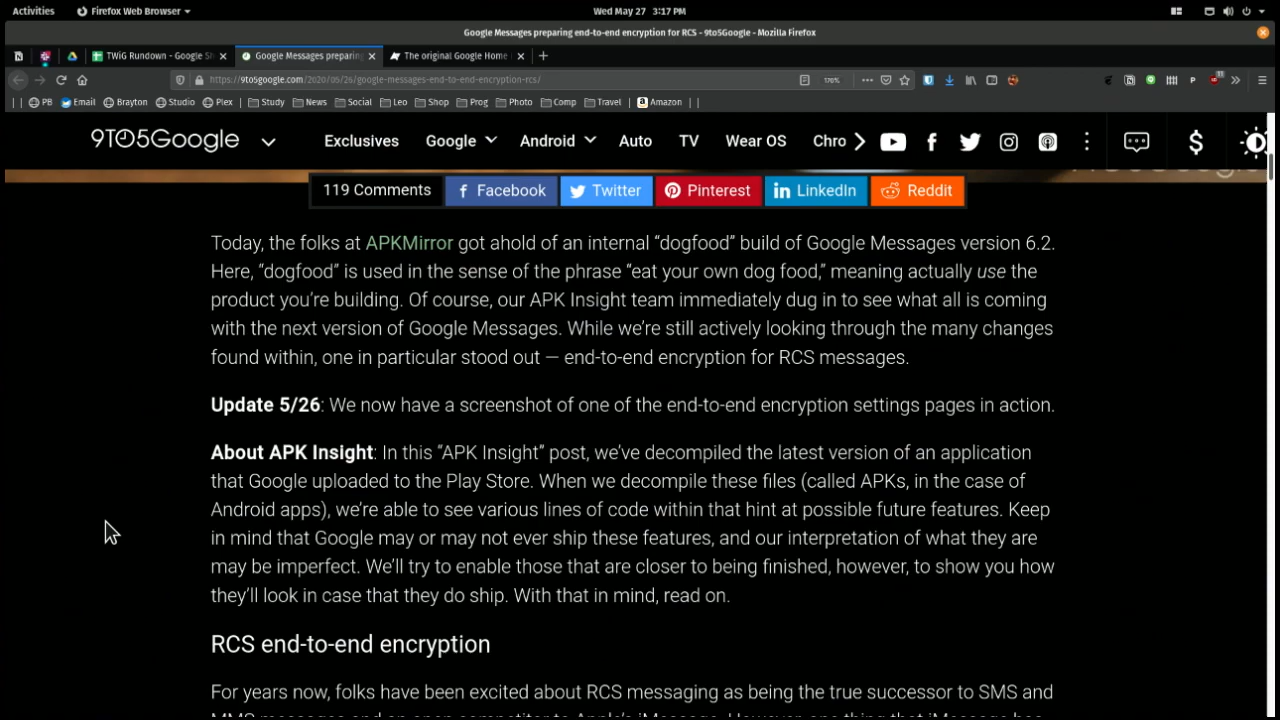 Activities
Firefox Web Browser
Wed May 27 3:17 PM
Google Messages preparing end-to-end encryption for RCS - 9to5Google - Mozilla Firefox
TWiG Rundown - Google Sh
Google Messages preparing
The original Google Home
https://9to5google.com/2020/05/26/google-messages-end-to-end-encryption-rcs/
170%
| | PB Email Brayton Studio Plex | Study News Social Leo Shop Prog Photo Comp Travel | Amazon | |
9TO5Google
Exclusives Google Android Auto TV Wear OS Chro
119 Comments
Facebook
Twitter
Pinterest
LinkedIn
Reddit
Today, the folks at APKMirror got ahold of an internal “dogfood” build of Google Messages version 6.2.
Here, “dogfood” is used in the sense of the phrase “eat your own dog food,” meaning actually use the
product you’re building. Of course, our APK Insight team immediately dug in to see what all is coming
with the next version of Google Messages. While we’re still actively looking through the many changes
found within, one in particular stood out — end-to-end encryption for RCS messages.
Update 5/26: We now have a screenshot of one of the end-to-end encryption settings pages in action.
About APK Insight: In this “APK Insight” post, we’ve decompiled the latest version of an application
that Google uploaded to the Play Store. When we decompile these files (called APKs, in the case of
Android apps), we’re able to see various lines of code within that hint at possible future features. Keep
in mind that Google may or may not ever ship these features, and our interpretation of what they are
may be imperfect. We’ll try to enable those that are closer to being finished, however, to show you how
they’ll look in case that they do ship. With that in mind, read on.
RCS end-to-end encryption
For years now, folks have been excited about RCS messaging as being the true successor to SMS and